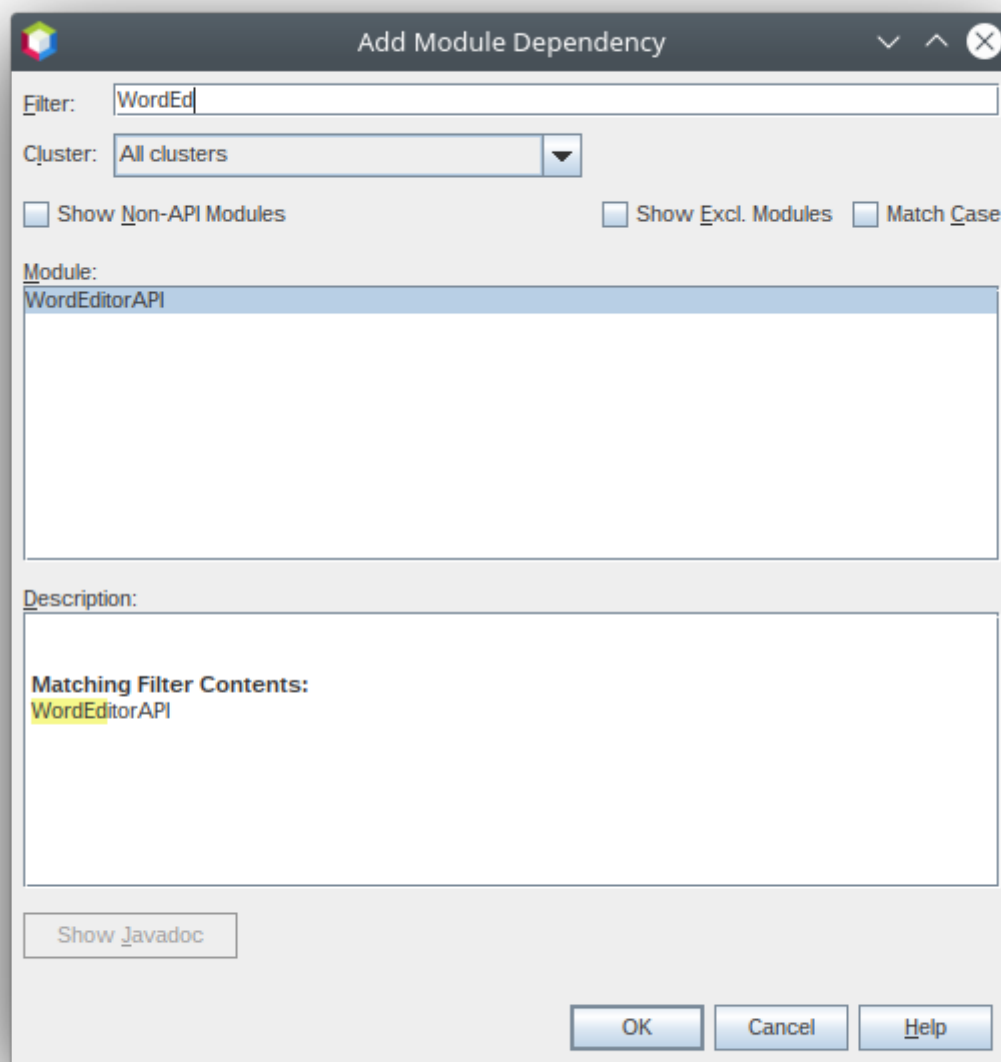 Add Module Dependency
Filter: WordEd
Cluster: All clusters
Show Non-API Modules Show Excl. Modules Match Case
Module:
WordEditorAPI
Description:
Matching Filter Contents:
WordEditorAPI
Show Javadoc
OK Cancel Help